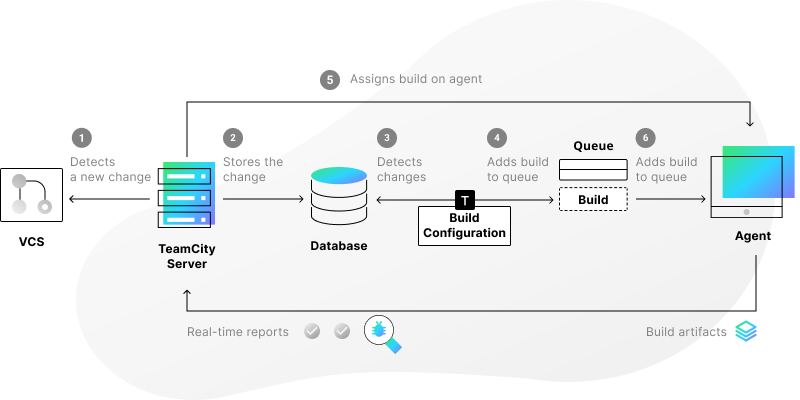 5 Assigns build on agent
1
Detects
a new change
2
Stores the
change
3
Detects
changes
4
Adds build
to queue
Queue
6
Adds build
to queue
T
Build
Build
Configuration
VCS
TeamCity
Server
Database
Agent
Real-time reports
Build artifacts